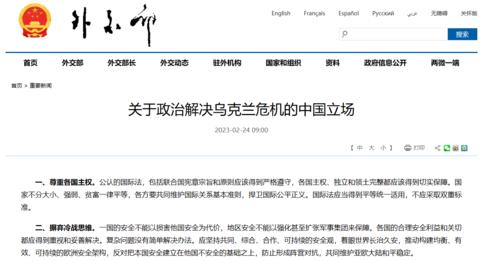 外交部
English Français Español Русский عربي 无障碍 关怀版
搜索
首页 外交部 外交部长 外交动态 驻外机构 国家和组织 资料 政府信息公开 两微一端
首页 > 重要新闻
关于政治解决乌克兰危机的中国立场
2023-02-24 09:00
【 中 大 小 】 打印
一、尊重各国主权。公认的国际法，包括联合国宪章宗旨和原则应该得到严格遵守，各国主权、独立和领土完整都应该得到切实保障。国
家不分大小、强弱、贫富一律平等，各方要共同维护国际关系基本准则，捍卫国际公平正义。国际法应当得到平等统一适用，不应采取双重标
准。
二、摒弃冷战思维。一国的安全不能以损害他国安全为代价，地区安全不能以强化甚至扩张军事集团来保障。各国的合理安全利益和关切
都应得到重视和妥善解决。复杂问题没有简单解决办法。应坚持共同、综合、合作、可持续的安全观，着眼世界长治久安，推动构建均衡、有
效、可持续的欧洲安全架构，反对把本国安全建立在他国不安全的基础之上，防止形成阵营对抗，共同维护亚欧大陆和平稳定。